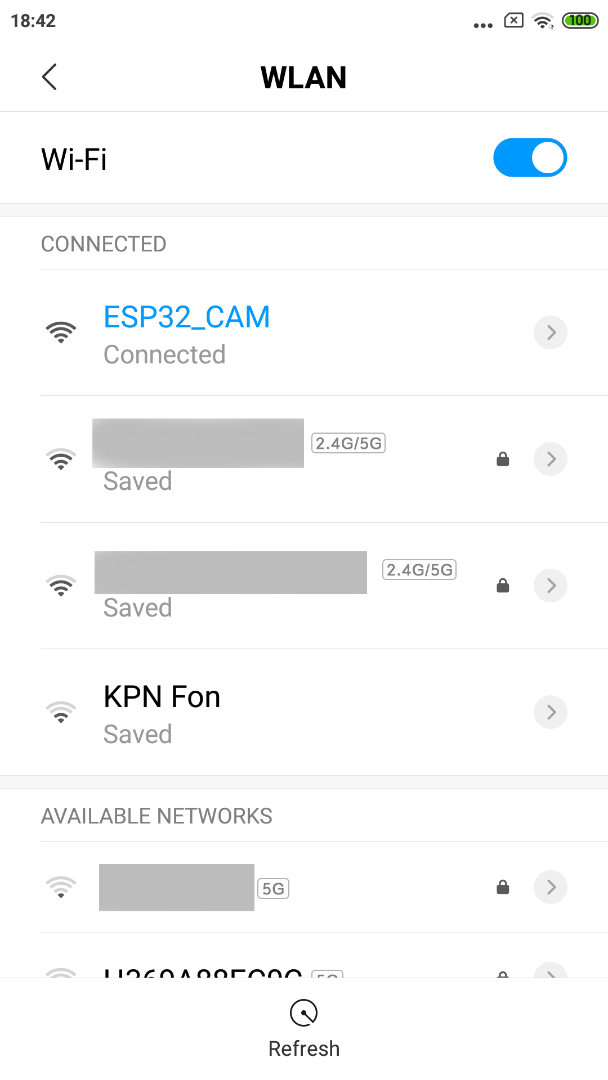 18:42
100
WLAN
Wi-Fi
CONNECTED
ESP32_CAM
Connected
2.4G/5G
Saved
2.4G/5G
Saved
KPN Fon
Saved
AVAILABLE NETWORKS
5G
5G
Refresh